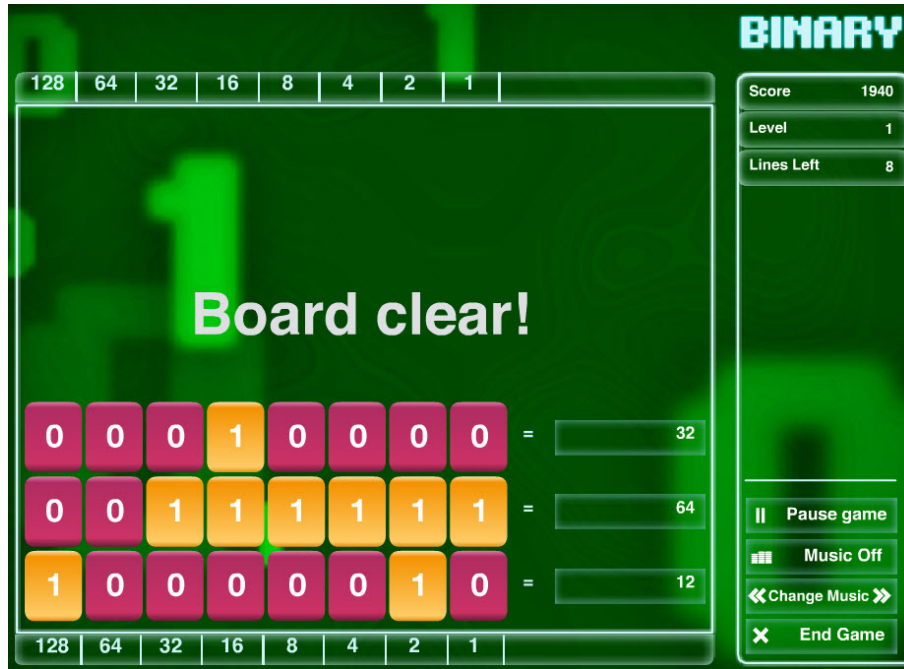 BINARY
128 64 32 16 8 4 2 1
Score 1940
Level 1
Lines Left 8
Board clear!
0 0 0 1 0 0 0 0 = 32
0 0 1 1 1 1 1 1 = 64
1 0 0 0 0 0 1 0 = 12
128 64 32 16 8 4 2 1
Pause game
Music Off
Change Music
End Game